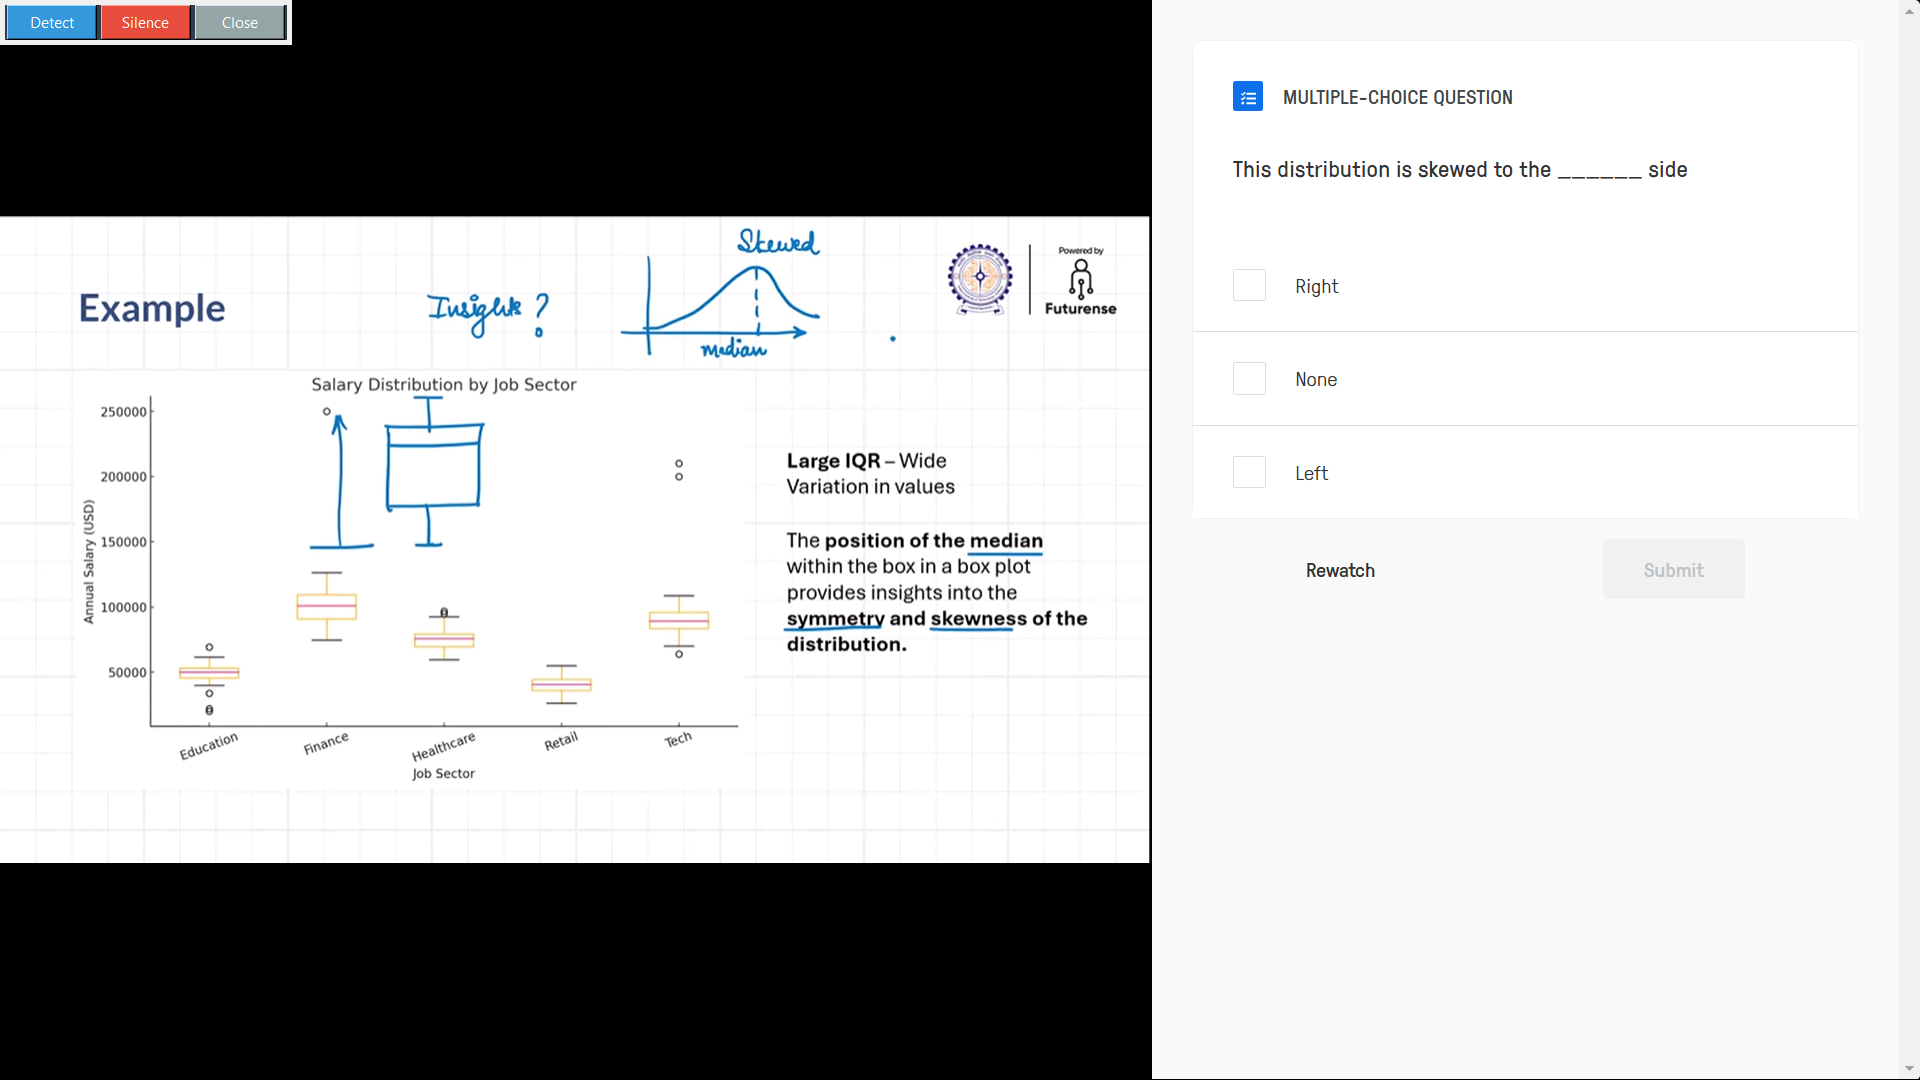 Detect Silence Close
MULTIPLE-CHOICE QUESTION
This distribution is skewed to the ______ side
Right
None
Left
Rewatch
Submit
Example
Insights ?
Skewed
median
Powered by
Futurense
Salary Distribution by Job Sector
Annual Salary (USD)
250000
200000
150000
100000
50000
Education
Finance
Healthcare
Retail
Tech
Job Sector
Large IQR – Wide
Variation in values
The position of the median
within the box in a box plot
provides insights into the
symmetry and skewness of the
distribution.